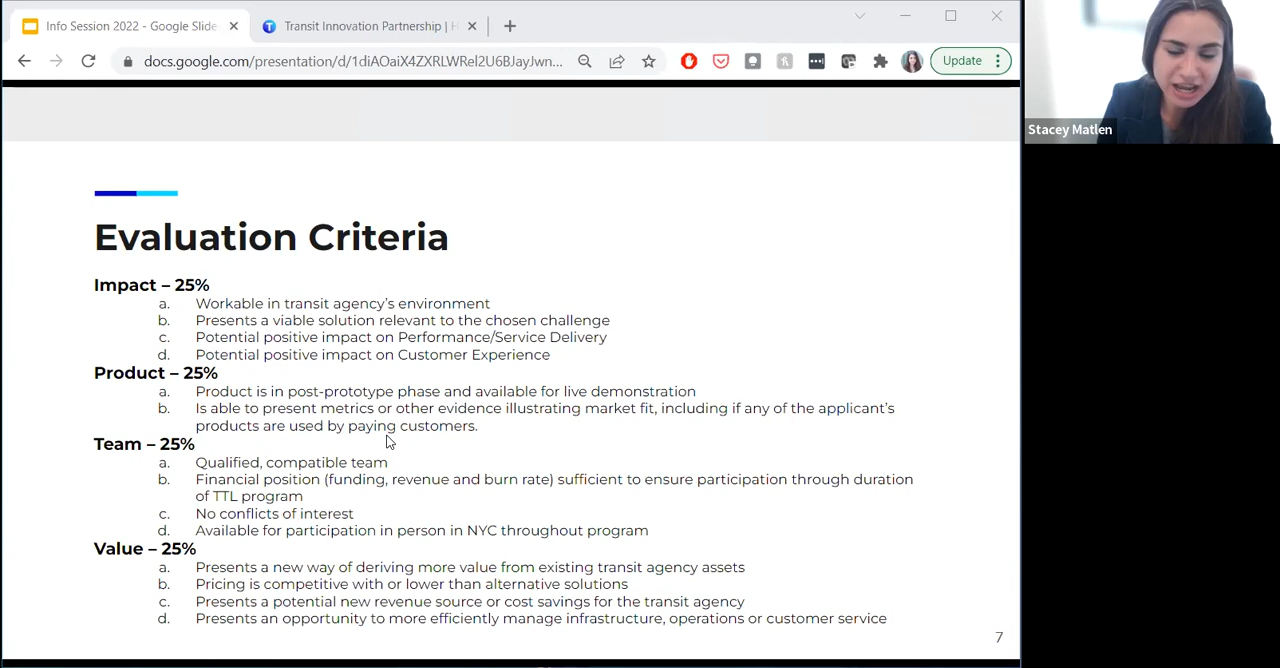 Info Session 2022 - Google Slide
Transit Innovation Partnership | H
docs.google.com/presentation/d/1diAOaiX4ZXRLWRel2U6BJayJwn...
Update
Stacey Matlen
Evaluation Criteria
Impact – 25%
a. Workable in transit agency's environment
b. Presents a viable solution relevant to the chosen challenge
c. Potential positive impact on Performance/Service Delivery
d. Potential positive impact on Customer Experience
Product – 25%
a. Product is in post-prototype phase and available for live demonstration
b. Is able to present metrics or other evidence illustrating market fit, including if any of the applicant's
products are used by paying customers.
Team – 25%
a. Qualified, compatible team
b. Financial position (funding, revenue and burn rate) sufficient to ensure participation through duration
of TTL program
c. No conflicts of interest
d. Available for participation in person in NYC throughout program
Value – 25%
a. Presents a new way of deriving more value from existing transit agency assets
b. Pricing is competitive with or lower than alternative solutions
c. Presents a potential new revenue source or cost savings for the transit agency
d. Presents an opportunity to more efficiently manage infrastructure, operations or customer service
7